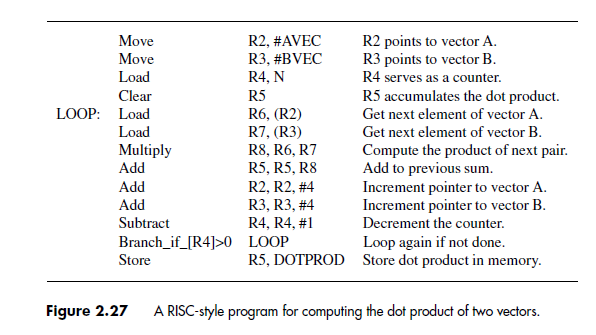 Move R2, #AVEC R2 points to vector A.
Move R3, #BVEC R3 points to vector B.
Load R4, N R4 serves as a counter.
Clear R5 R5 accumulates the dot product.
LOOP: Load R6, (R2) Get next element of vector A.
Load R7, (R3) Get next element of vector B.
Multiply R8, R6, R7 Compute the product of next pair.
Add R5, R5, R8 Add to previous sum.
Add R2, R2, #4 Increment pointer to vector A.
Add R3, R3, #4 Increment pointer to vector B.
Subtract R4, R4, #1 Decrement the counter.
Branch_if_[R4]>0 LOOP Loop again if not done.
Store R5, DOTPROD Store dot product in memory.
Figure 2.27 A RISC-style program for computing the dot product of two vectors.